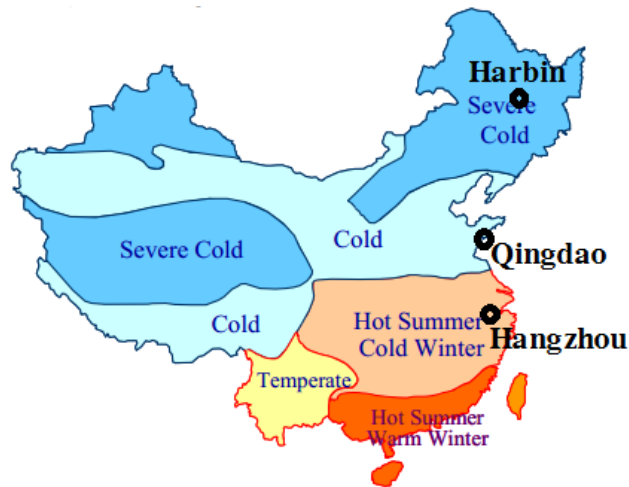 Harbin
Severe
Cold
Severe Cold
Cold
Qingdao
Cold
Hot Summer
Cold Winter
Hangzhou
Temperate
Hot Summer
Warm Winter